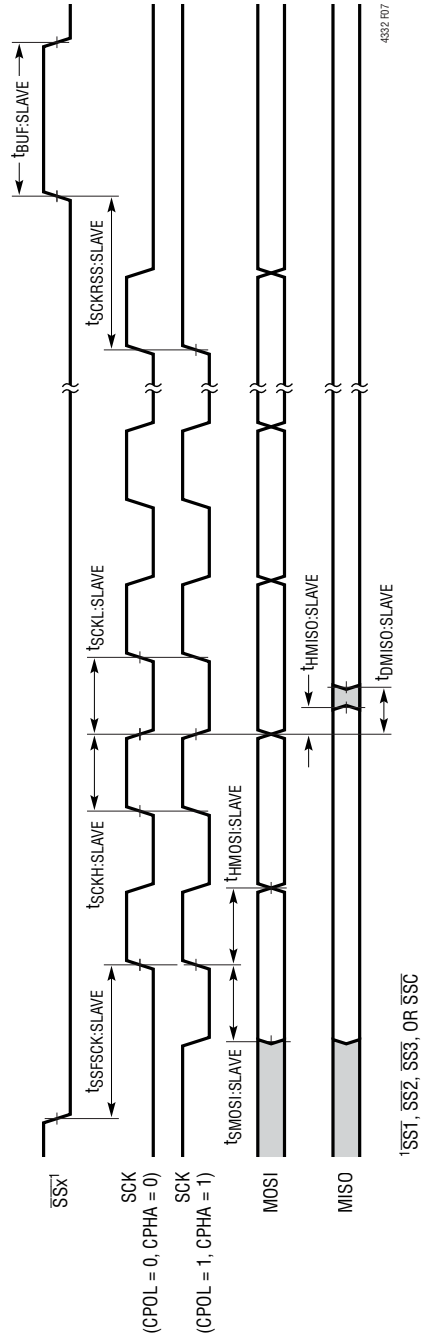 SSx¹
SCK
(CPOL = 0, CPHA = 0)
SCK
(CPOL = 1, CPHA = 1)
MOSI
MISO
tSSFSCK:SLAVE
tSCKH:SLAVE
tSCKL:SLAVE
tSCKRSS:SLAVE
tBUF:SLAVE
tSMOSI:SLAVE
tHMOSI:SLAVE
tHMISO:SLAVE
tDMISO:SLAVE
¹SS1, SS2, SS3, OR SSC
4332 F07